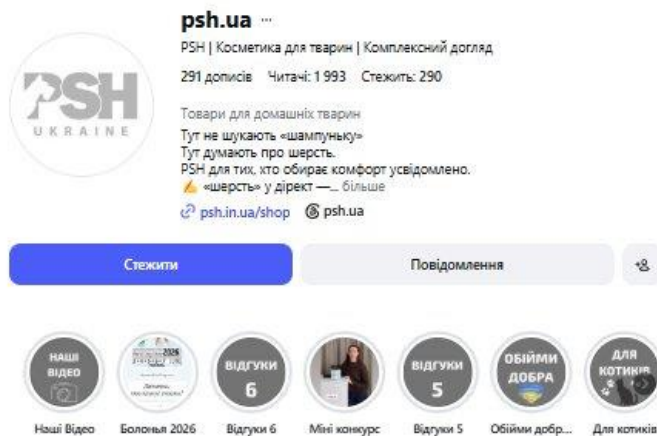 psh.ua ...
PSH | Косметика для тварин | Комплексний догляд
291 дописів Читачі: 1 993 Стежить: 290
PSH
UKRAINE
Товари для домашніх тварин
Тут не шукають «шампуньку»
Тут думають про шерсть.
PSH для тих, хто обирає комфорт усвідомлено.
✍️ «шерсть» у дірект —... більше
psh.in.ua/shop psh.ua
Стежити Повідомлення
НАШІ
ВІДЕО
2026
ВІДГУКИ
6
ВІДГУКИ
5
ОБІЙМИ
ДОБРА
ДЛЯ
КОТИКІВ
Наші Відео Болонья 2026 Відгуки 6 Міні конкурс Відгуки 5 Обійми добр... Для котиків